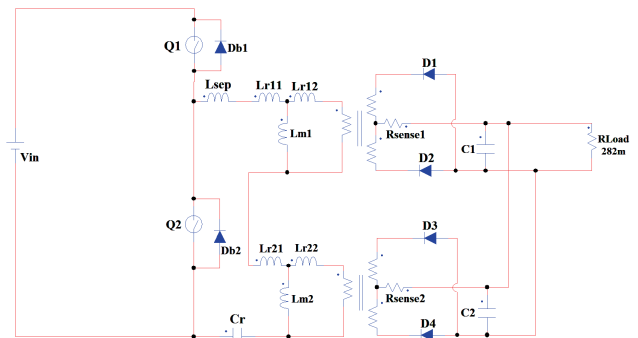 Q1
Db1
Lsep
Lr11
Lr12
Lm1
D1
Rsense1
C1
RLoad
282m
D2
Vin
Q2
Db2
Lr21
Lr22
Lm2
Cr
D3
Rsense2
C2
D4